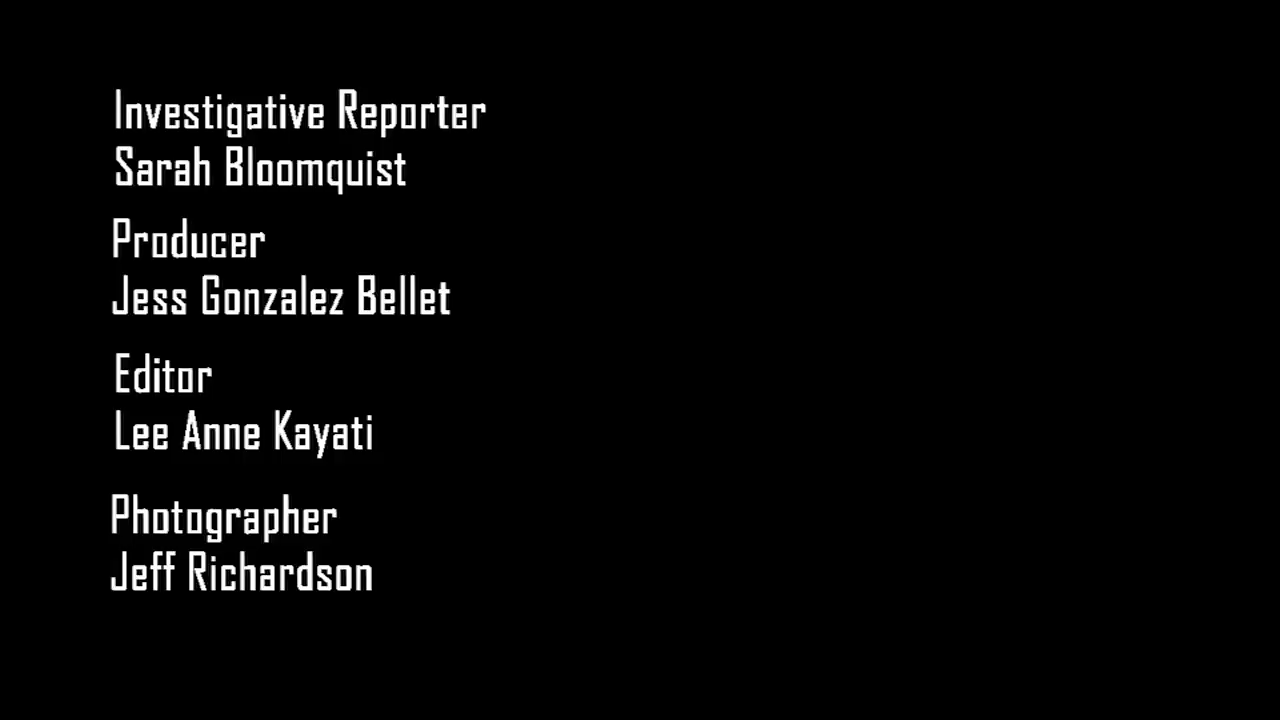 Investigative Reporter
Sarah Bloomquist
Producer
Jess Gonzalez Bellet
Editor
Lee Anne Kayati
Photographer
Jeff Richardson